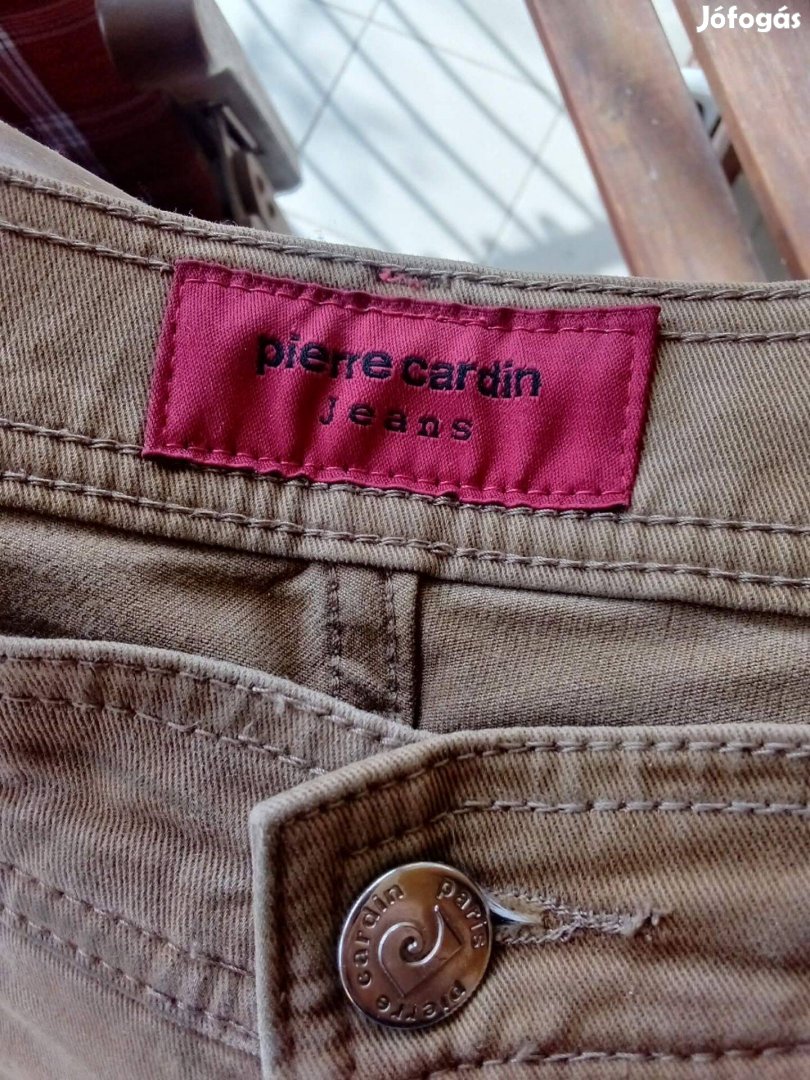 Jófogás
pierre cardin
jeans
pierre cardin paris